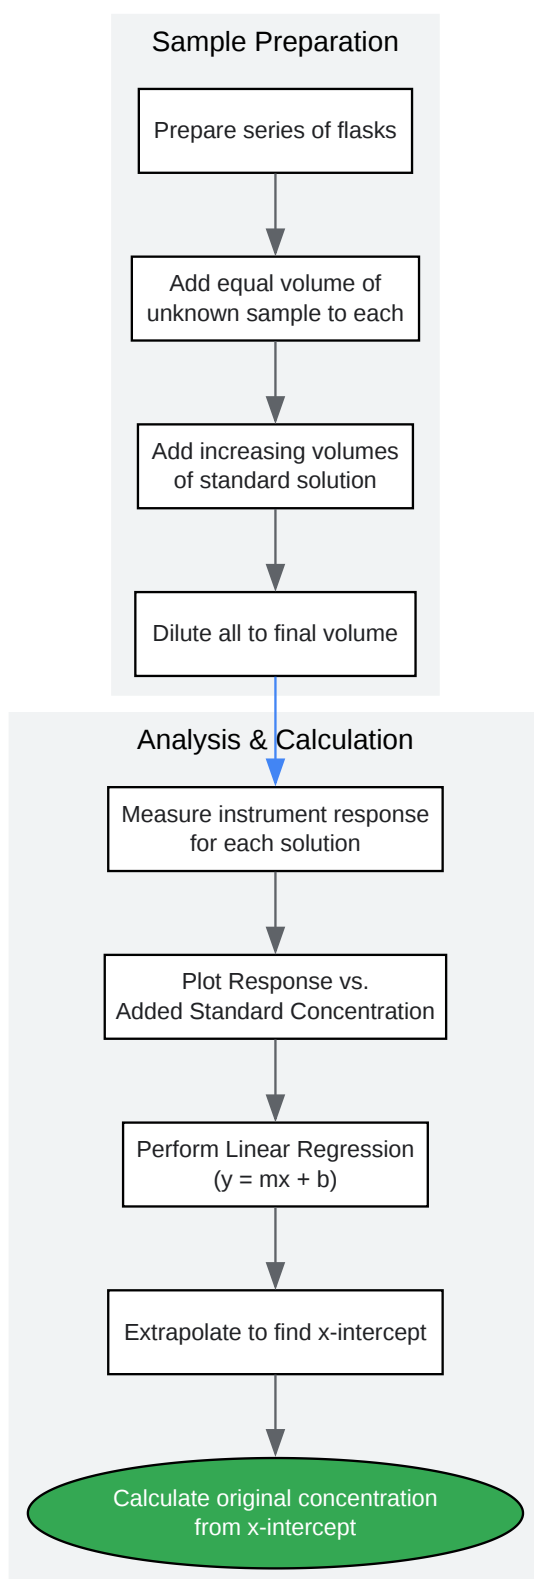 Sample Preparation
Prepare series of flasks
Add equal volume of
unknown sample to each
Add increasing volumes
of standard solution
Dilute all to final volume
Analysis & Calculation
Measure instrument response
for each solution
Plot Response vs.
Added Standard Concentration
Perform Linear Regression
(y = mx + b)
Extrapolate to find x-intercept
Calculate original concentration
from x-intercept